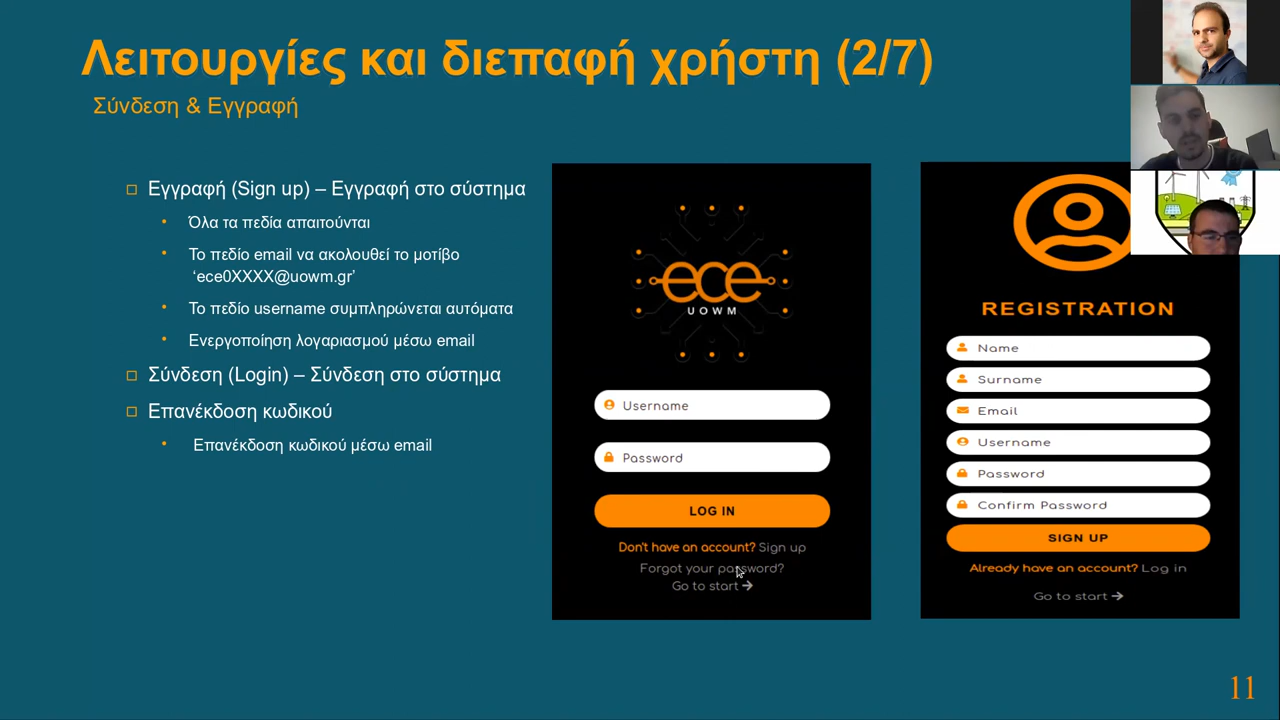 Λειτουργίες και διεπαφή χρήστη (2/7)
Σύνδεση & Εγγραφή
Εγγραφή (Sign up) – Εγγραφή στο σύστημα
Όλα τα πεδία απαιτούνται
Το πεδίο email να ακολουθεί το μοτίβο
‘ece0XXXX@uowm.gr’
Το πεδίο username συμπληρώνεται αυτόματα
Ενεργοποίηση λογαριασμού μέσω email
Σύνδεση (Login) – Σύνδεση στο σύστημα
Επανέκδοση κωδικού
Επανέκδοση κωδικού μέσω email
ece
UOWM
Username
Password
LOG IN
Don't have an account? Sign up
Forgot your password?
Go to start →
REGISTRATION
Name
Surname
Email
Username
Password
Confirm Password
SIGN UP
Already have an account? Log in
Go to start →
11